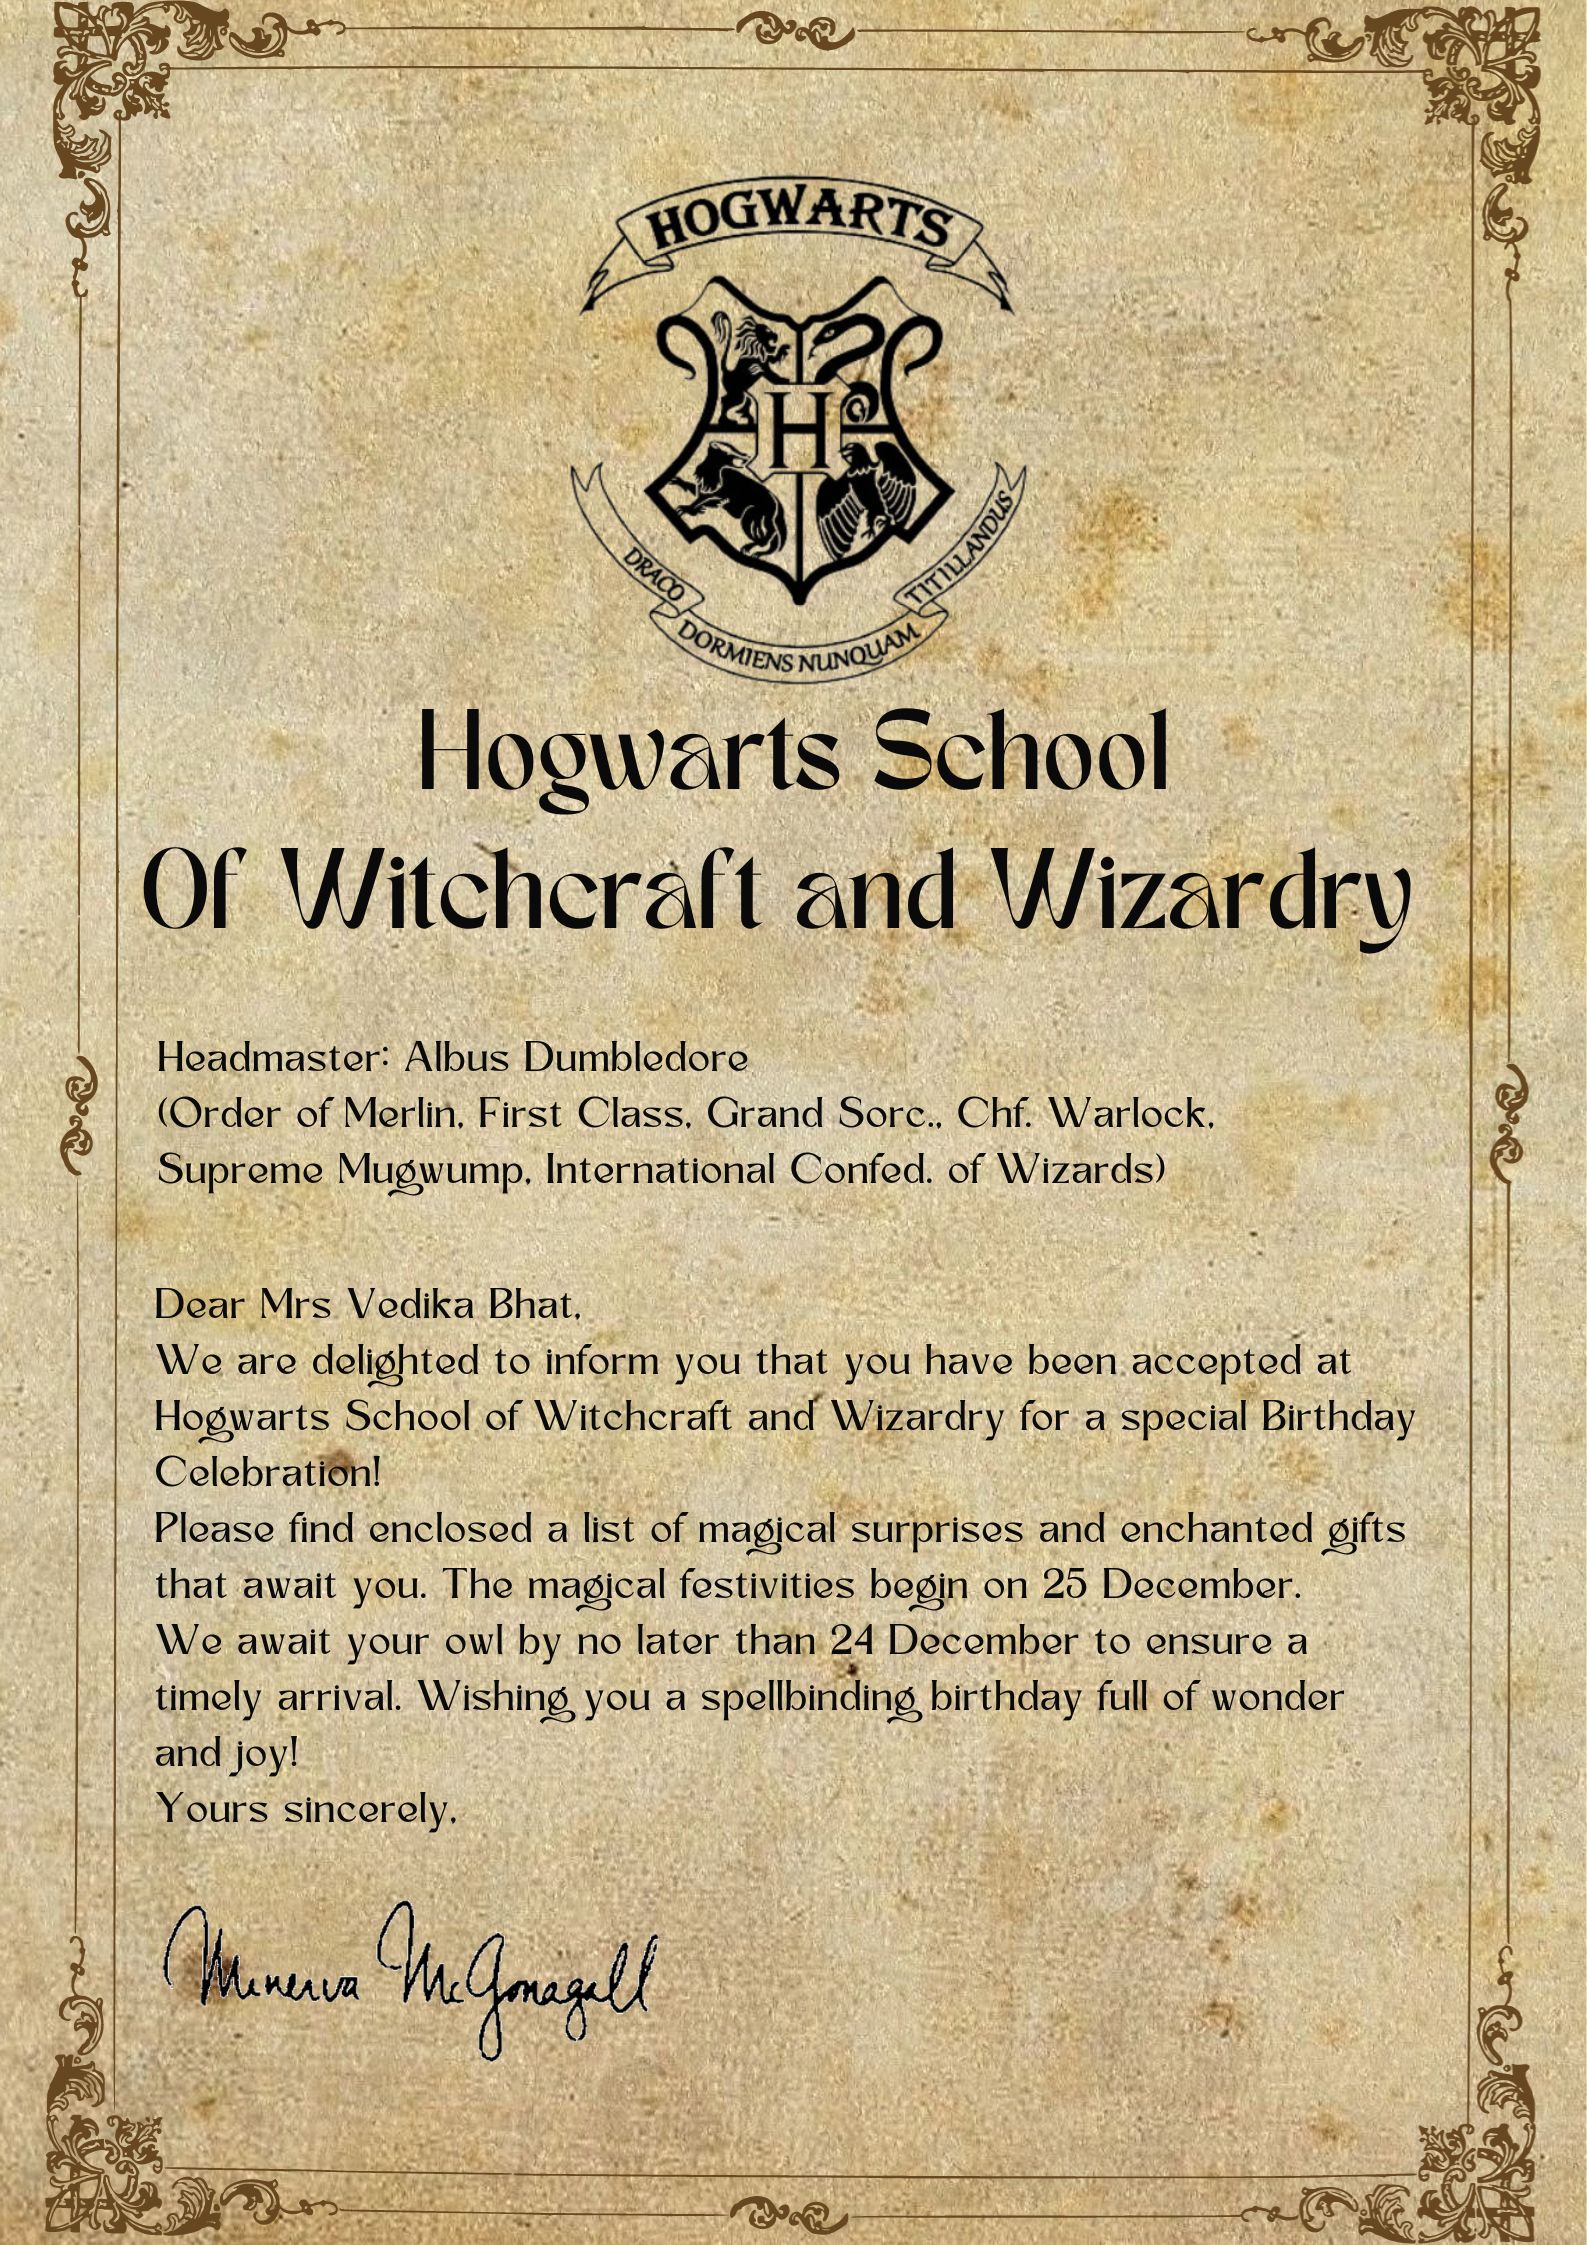 HOGWARTS
H
DRACO
DORMIENS NUNQUAM
TITILLANDUS
Hogwarts School
Of Witchcraft and Wizardry
Headmaster: Albus Dumbledore
(Order of Merlin, First Class, Grand Sorc., Chf. Warlock,
Supreme Mugwump, International Confed. of Wizards)
Dear Mrs Vedika Bhat,
We are delighted to inform you that you have been accepted at
Hogwarts School of Witchcraft and Wizardry for a special Birthday
Celebration!
Please find enclosed a list of magical surprises and enchanted gifts
that await you. The magical festivities begin on 25 December.
We await your owl by no later than 24 December to ensure a
timely arrival. Wishing you a spellbinding birthday full of wonder
and joy!
Yours sincerely,
Minerva McGonagall